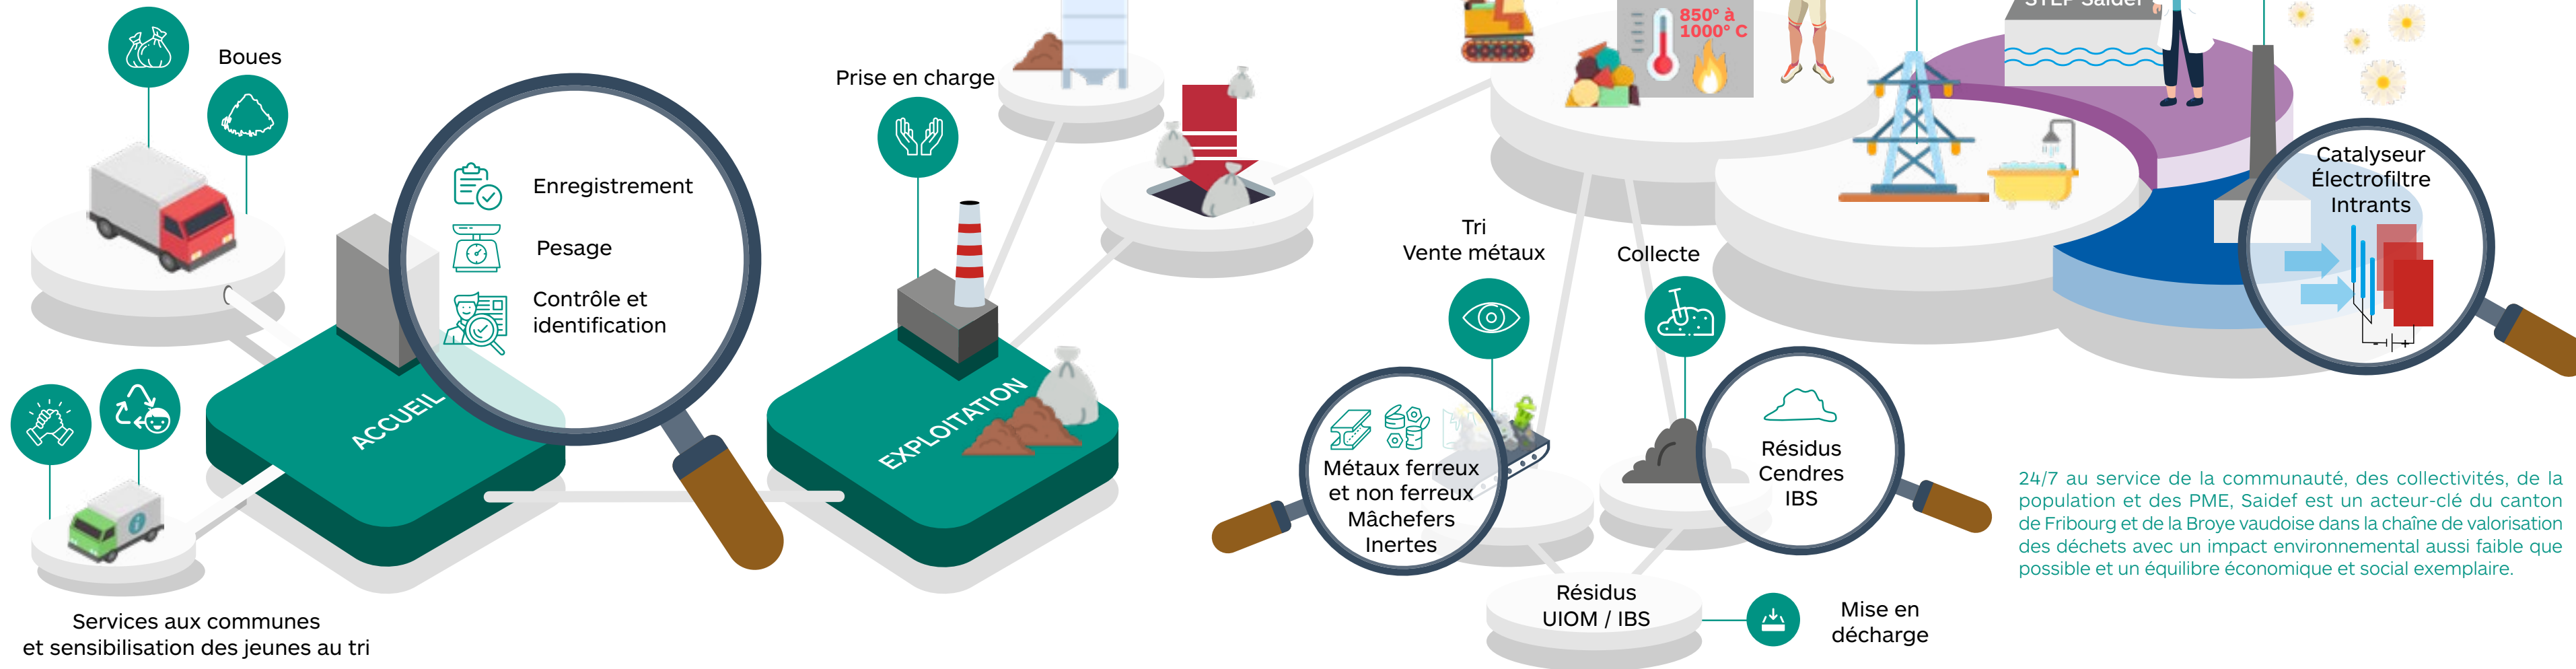 Boues
Enregistrement
Pesage
Contrôle et
identification
ACCUEIL
Services aux communes
et sensibilisation des jeunes au tri
Prise en charge
EXPLOITATION
850° à
1000° C
STEP Saidef
Catalyseur
Électrofiltre
Intrants
- +
Tri
Vente métaux
Collecte
Métaux ferreux
et non ferreux
Mâchefers
Inertes
Résidus
Cendres
IBS
Résidus
UIOM / IBS
Mise en
décharge
24/7 au service de la communauté, des collectivités, de la
population et des PME, Saidef est un acteur-clé du canton
de Fribourg et de la Broye vaudoise dans la chaîne de valorisation
des déchets avec un impact environnemental aussi faible que
possible et un équilibre économique et social exemplaire.